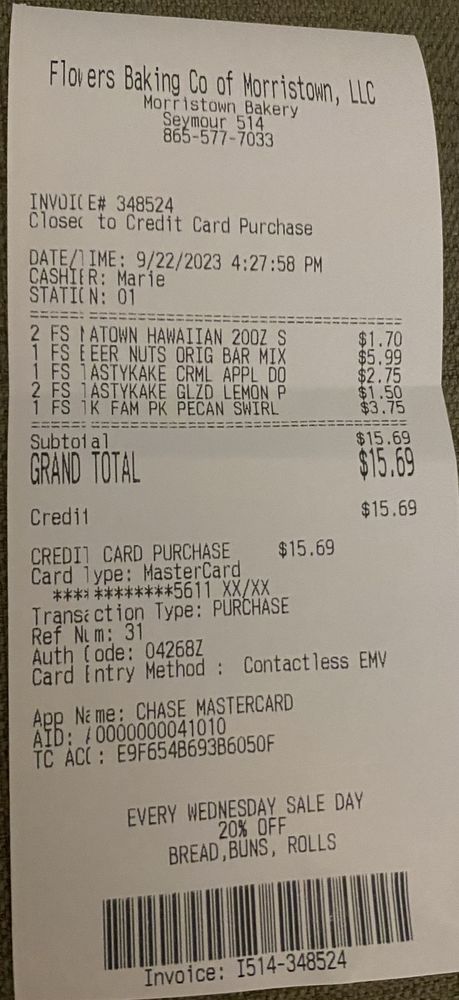 Flowers Baking Co of Morristown, LLC
Morristown Bakery
Seymour 514
865-577-7033
INVOICE# 348524
Closed to Credit Card Purchase
DATE/TIME: 9/22/2023 4:27:58 PM
CASHIER: Marie
STATION: 01
==========================================
2 FS NATOWN HAWAIIAN 20OZ S $1.70
1 FS BEER NUTS ORIG BAR MIX $5.99
1 FS TASTYKAKE CRML APPL DO $2.75
2 FS TASTYKAKE GLZD LEMON P $1.50
1 FS TK FAM PK PECAN SWIRL $3.75
==========================================
Subtotal $15.69
GRAND TOTAL $15.69
Credit $15.69
CREDIT CARD PURCHASE $15.69
Card Type: MasterCard
************5611 XX/XX
Transaction Type: PURCHASE
Ref Num: 31
Auth Code: 04268Z
Card Entry Method : Contactless EMV
App Name: CHASE MASTERCARD
AID: A0000000041010
TC ACC: E9F654B693B6050F
EVERY WEDNESDAY SALE DAY
20% OFF
BREAD,BUNS, ROLLS
Invoice: I514-348524